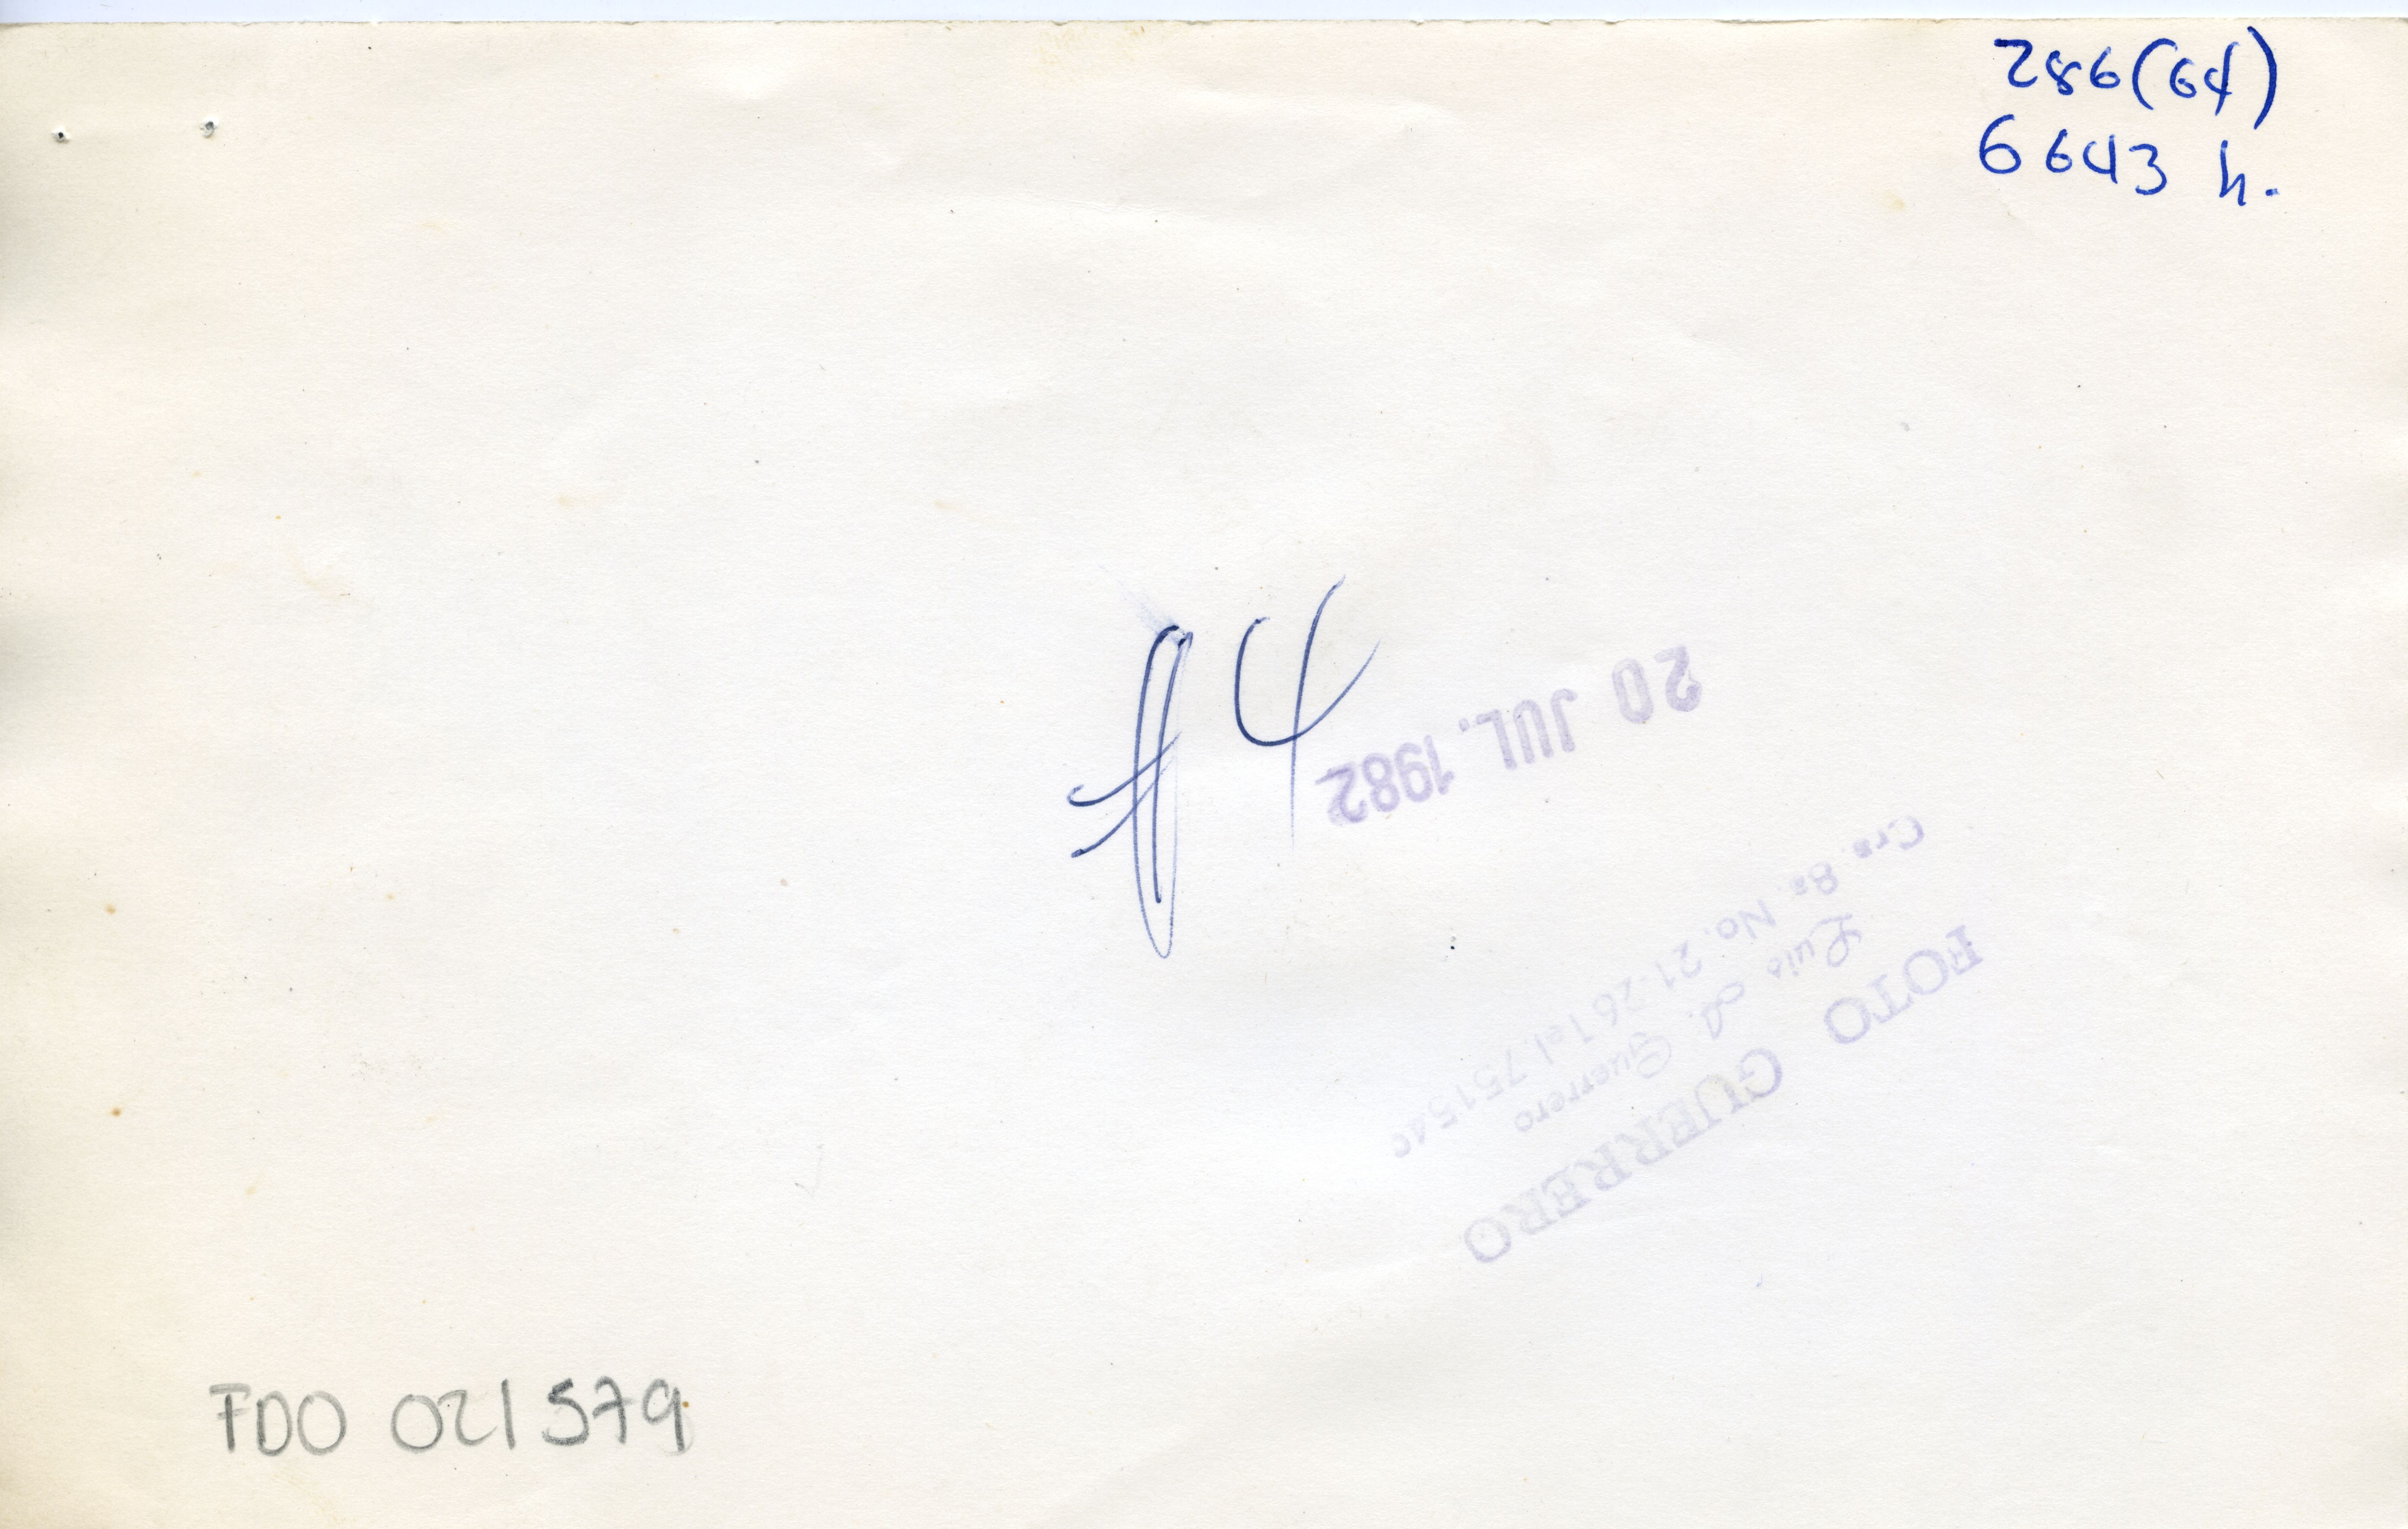 286(64)
6643 h.
#4
20 JUL. 1982
FOTO GUERRERO
Luis A. Guerrero
Cra. 8a. No. 21-26 Tel.
FDO 021579